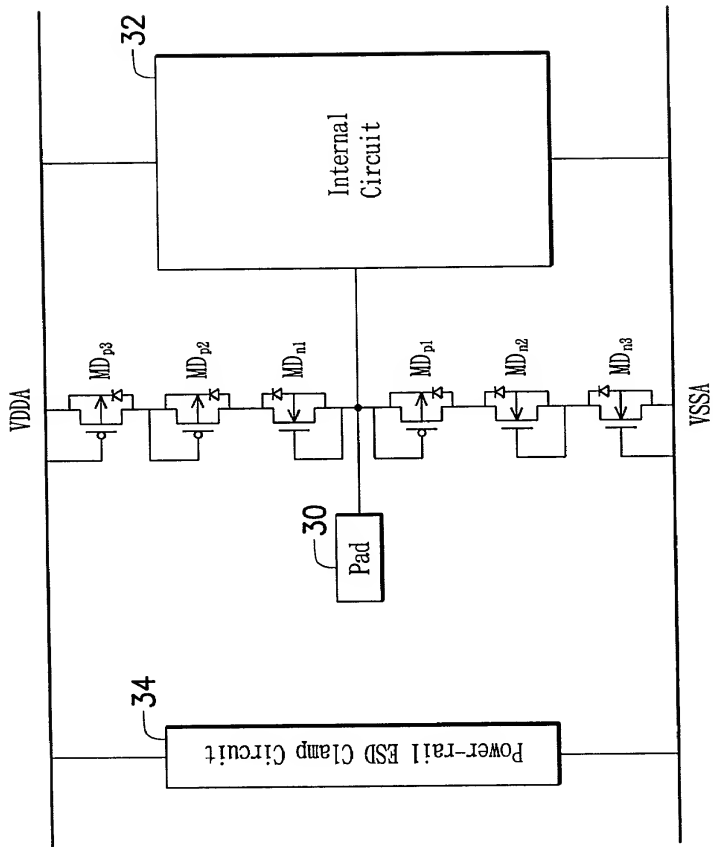 VDDA
32
Internal
Circuit
MDp3
MDp2
MDn1
MDp1
MDn2
MDn3
30
Pad
34
Power-rail ESD Clamp Circuit
VSSA